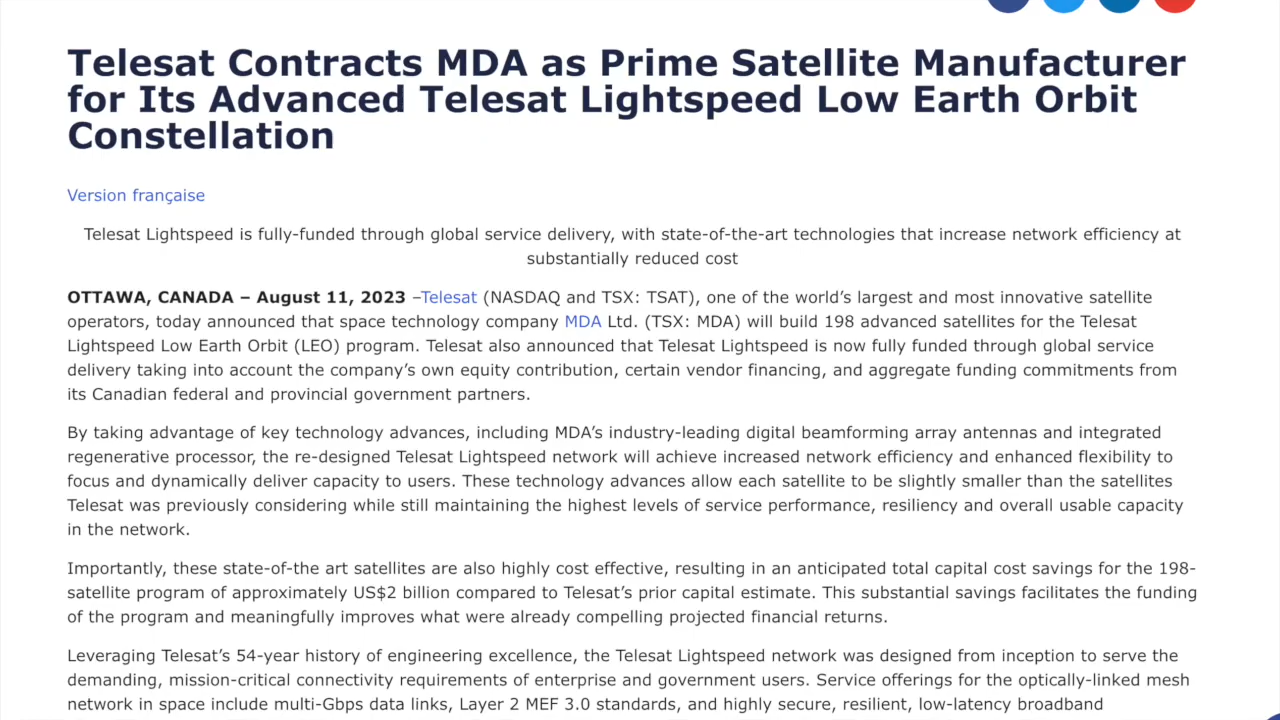 Telesat Contracts MDA as Prime Satellite Manufacturer
for Its Advanced Telesat Lightspeed Low Earth Orbit
Constellation
Version française
Telesat Lightspeed is fully-funded through global service delivery, with state-of-the-art technologies that increase network efficiency at
substantially reduced cost
OTTAWA, CANADA – August 11, 2023 –Telesat (NASDAQ and TSX: TSAT), one of the world’s largest and most innovative satellite
operators, today announced that space technology company MDA Ltd. (TSX: MDA) will build 198 advanced satellites for the Telesat
Lightspeed Low Earth Orbit (LEO) program. Telesat also announced that Telesat Lightspeed is now fully funded through global service
delivery taking into account the company’s own equity contribution, certain vendor financing, and aggregate funding commitments from
its Canadian federal and provincial government partners.
By taking advantage of key technology advances, including MDA’s industry-leading digital beamforming array antennas and integrated
regenerative processor, the re-designed Telesat Lightspeed network will achieve increased network efficiency and enhanced flexibility to
focus and dynamically deliver capacity to users. These technology advances allow each satellite to be slightly smaller than the satellites
Telesat was previously considering while still maintaining the highest levels of service performance, resiliency and overall usable capacity
in the network.
Importantly, these state-of-the art satellites are also highly cost effective, resulting in an anticipated total capital cost savings for the 198-
satellite program of approximately US$2 billion compared to Telesat’s prior capital estimate. This substantial savings facilitates the funding
of the program and meaningfully improves what were already compelling projected financial returns.
Leveraging Telesat’s 54-year history of engineering excellence, the Telesat Lightspeed network was designed from inception to serve the
demanding, mission-critical connectivity requirements of enterprise and government users. Service offerings for the optically-linked mesh
network in space include multi-Gbps data links, Layer 2 MEF 3.0 standards, and highly secure, resilient, low-latency broadband